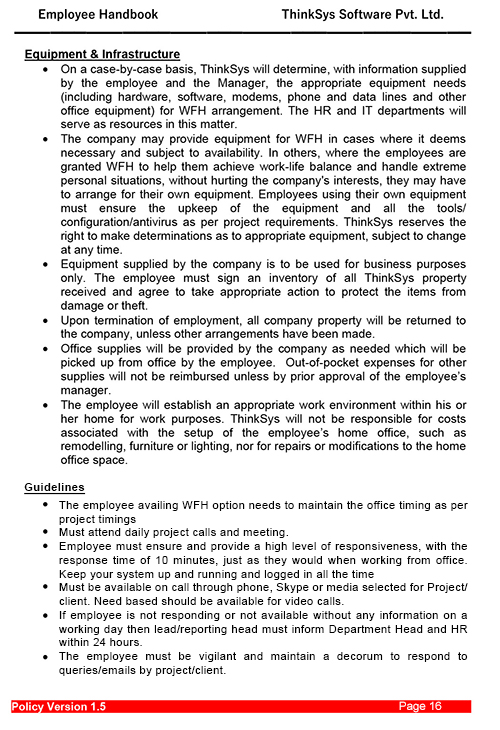 Employee Handbook ThinkSys Software Pvt. Ltd.
Equipment & Infrastructure
• On a case-by-case basis, ThinkSys will determine, with information supplied
by the employee and the Manager, the appropriate equipment needs
(including hardware, software, modems, phone and data lines and other
office equipment) for WFH arrangement. The HR and IT departments will
serve as resources in this matter.
• The company may provide equipment for WFH in cases where it deems
necessary and subject to availability. In others, where the employees are
granted WFH to help them achieve work-life balance and handle extreme
personal situations, without hurting the company's interests, they may have
to arrange for their own equipment. Employees using their own equipment
must ensure the upkeep of the equipment and all the tools/
configuration/antivirus as per project requirements. ThinkSys reserves the
right to make determinations as to appropriate equipment, subject to change
at any time.
• Equipment supplied by the company is to be used for business purposes
only. The employee must sign an inventory of all ThinkSys property
received and agree to take appropriate action to protect the items from
damage or theft.
• Upon termination of employment, all company property will be returned to
the company, unless other arrangements have been made.
• Office supplies will be provided by the company as needed which will be
picked up from office by the employee. Out-of-pocket expenses for other
supplies will not be reimbursed unless by prior approval of the employee's
manager.
• The employee will establish an appropriate work environment within his or
her home for work purposes. ThinkSys will not be responsible for costs
associated with the setup of the employee's home office, such as
remodelling, furniture or lighting, nor for repairs or modifications to the home
office space.
Guidelines
• The employee availing WFH option needs to maintain the office timing as per
project timings
• Must attend daily project calls and meeting.
• Employee must ensure and provide a high level of responsiveness, with the
response time of 10 minutes, just as they would when working from office.
Keep your system up and running and logged in all the time
• Must be available on call through phone, Skype or media selected for Project/
client. Need based should be available for video calls.
• If employee is not responding or not available without any information on a
working day then lead/reporting head must inform Department Head and HR
within 24 hours.
• The employee must be vigilant and maintain a decorum to respond to
queries/emails by project/client.
Policy Version 1.5 Page 16